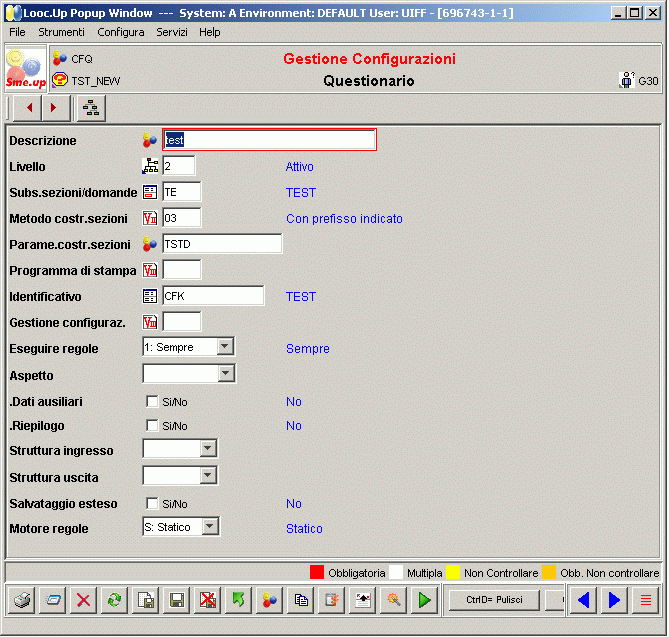 Looc.Up Popup Window --- System: A Environment: DEFAULT User: UIFF - [696743-1-1]
File Strumenti Configura Servizi Help
Sme.up
CFQ Gestione Configurazioni
TST_NEW Questionario G30
Descrizione test
Livello 2 Attivo
Subs.sezioni/domande TE TEST
Metodo costr.sezioni 03 Con prefisso indicato
Parame.costr.sezioni TSTD
Programma di stampa
Identificativo CFK TEST
Gestione configuraz.
Eseguire regole 1: Sempre Sempre
Aspetto
.Dati ausiliari Si/No No
.Riepilogo Si/No No
Struttura ingresso
Struttura uscita
Salvataggio esteso Si/No No
Motore regole S: Statico Statico
Obbligatoria Multipla Non Controllare Obb. Non controllare
CtrlD= Pulisci